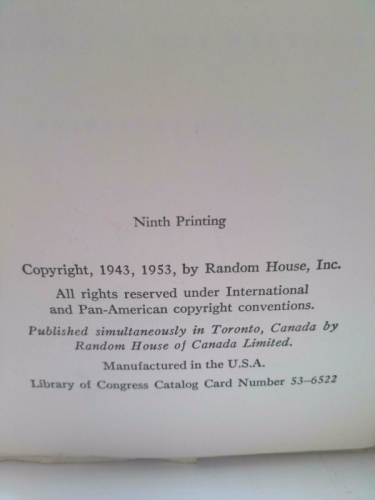 Ninth Printing
Copyright, 1943, 1953, by Random House, Inc.
All rights reserved under International
and Pan-American copyright conventions.
Published simultaneously in Toronto, Canada by
Random House of Canada Limited.
Manufactured in the U.S.A.
Library of Congress Catalog Card Number 53–6522